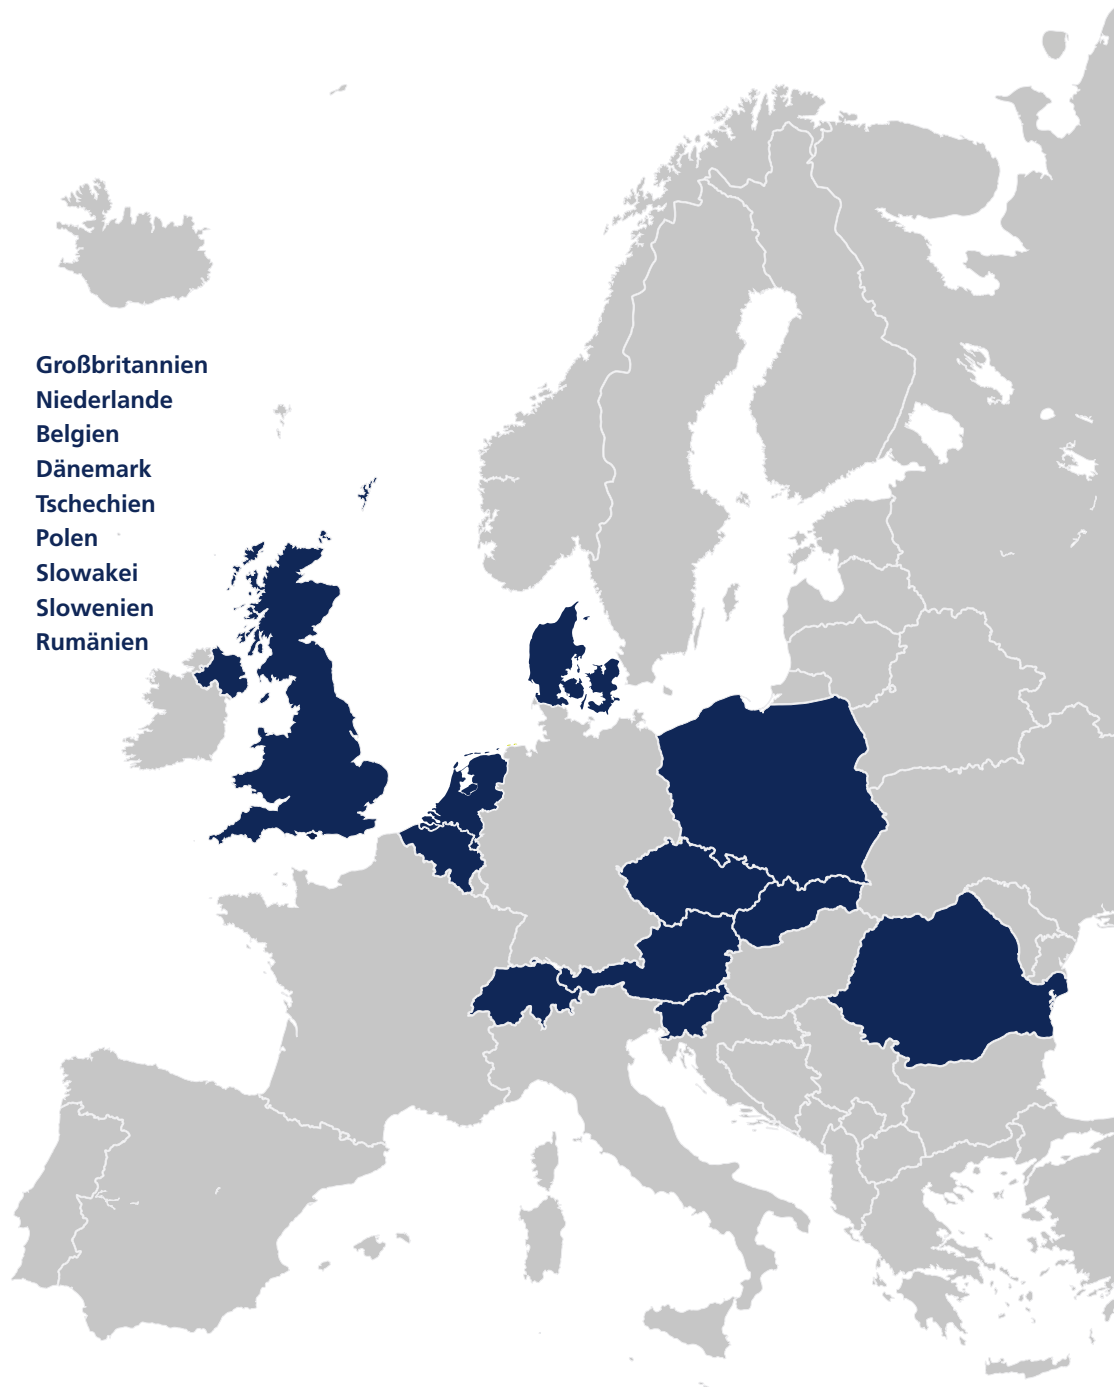 Großbritannien
Niederlande
Belgien
Dänemark
Tschechien
Polen
Slowakei
Slowenien
Rumänien